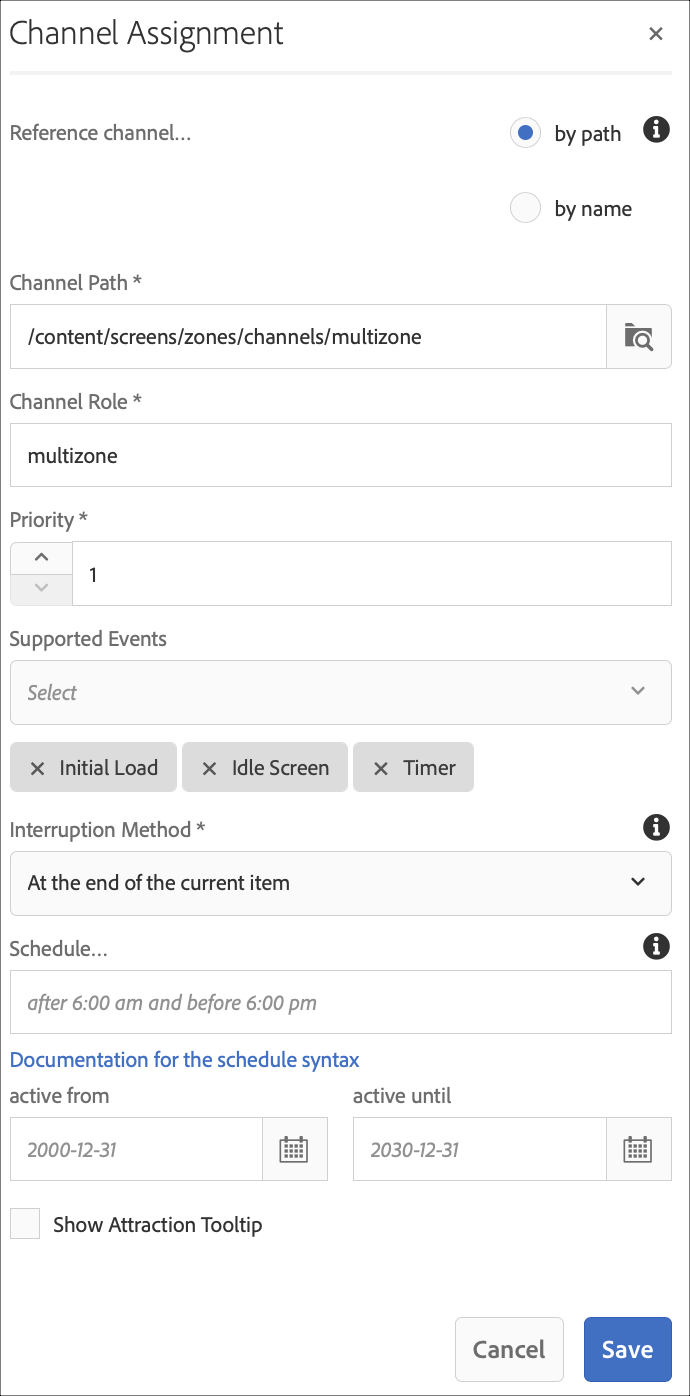 Channel Assignment
Reference channel...
by path
by name
Channel Path *
/content/screens/zones/channels/multizone
Channel Role *
multizone
Priority *
1
Supported Events
Select
Initial Load Idle Screen Timer
Interruption Method *
At the end of the current item
Schedule...
after 6:00 am and before 6:00 pm
Documentation for the schedule syntax
active from active until
2000-12-31 2030-12-31
Show Attraction Tooltip
Cancel Save